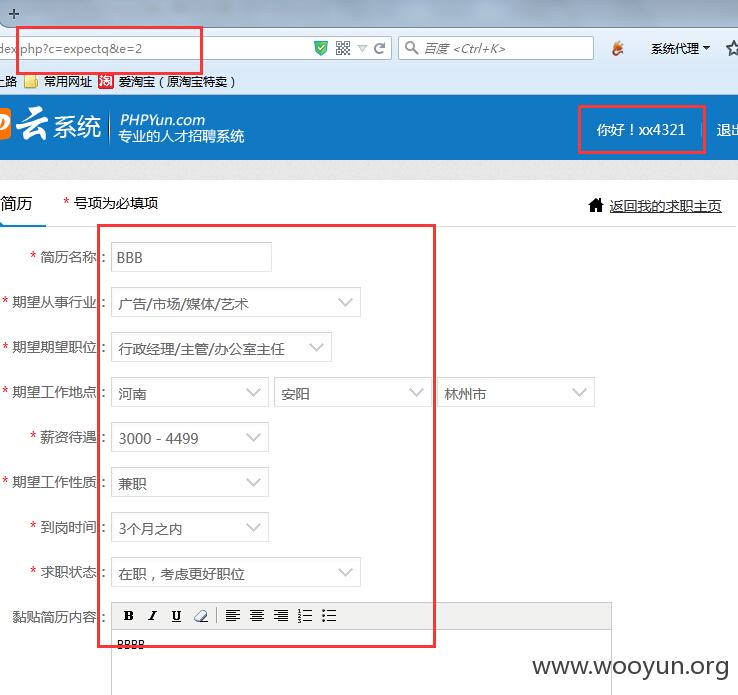 +
dex.php?c=expectq&e=2
百度 <Ctrl+K>
系统代理
上路 常用网址 淘 爱淘宝（原淘宝特卖）
云系统
PHPYun.com
专业的人才招聘系统
你好！xx4321
退出
简历
* 号项为必填项
返回我的求职主页
* 简历名称： BBB
* 期望从事行业： 广告/市场/媒体/艺术
* 期望期望职位： 行政经理/主管/办公室主任
* 期望工作地点： 河南 安阳 林州市
* 薪资待遇： 3000 - 4499
* 期望工作性质： 兼职
* 到岗时间： 3个月之内
* 求职状态： 在职，考虑更好职位
黏贴简历内容： B I U
BBBB
www.wooyun.org